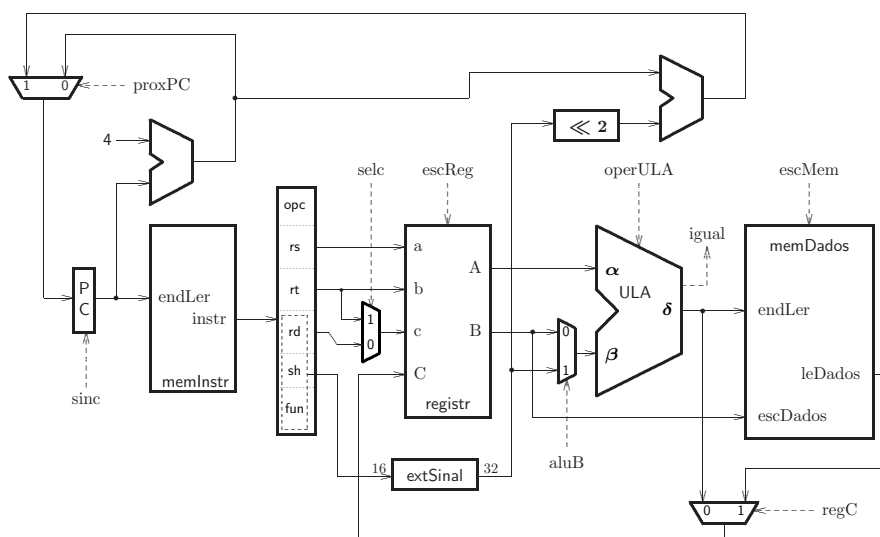 1 0
proxPC
4
≪ 2
selc
escReg
operULA
escMem
opc
igual
memDados
rs
a
rt
b
A
α
ULA
P
C
endLer
instr
1
rd
0
c
B
0
δ
endLer
β
sh
C
1
leDados
memInstr
sinc
fun
registr
escDados
16
extSinal
32
aluB
0 1
regC